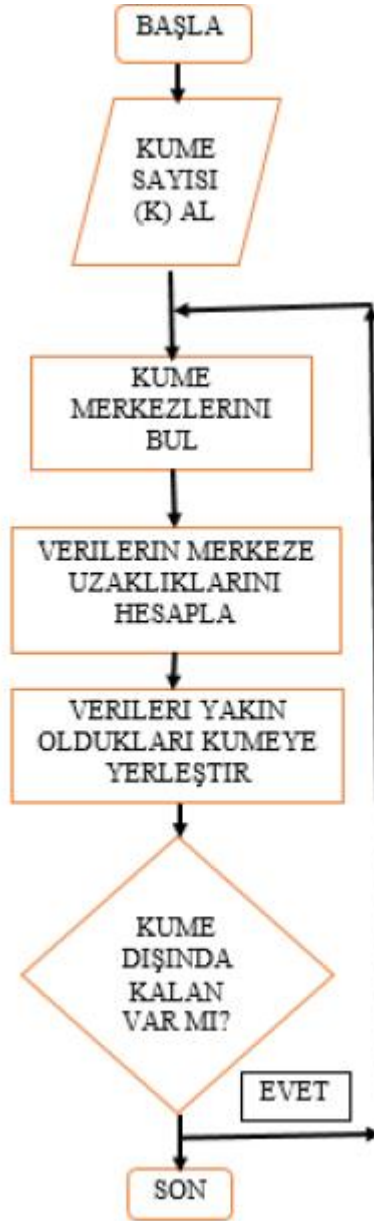 BAŞLA
KUME
SAYISI
(K) AL
KUME
MERKEZLERINI
BUL
VERILERIN MERKEZE
UZAKLIKLARINI
HESAPLA
VERILERI YAKIN
OLDUKLARI KUMEYE
YERLEŞTIR
KUME
DIŞINDA
KALAN
VAR MI?
EVET
SON